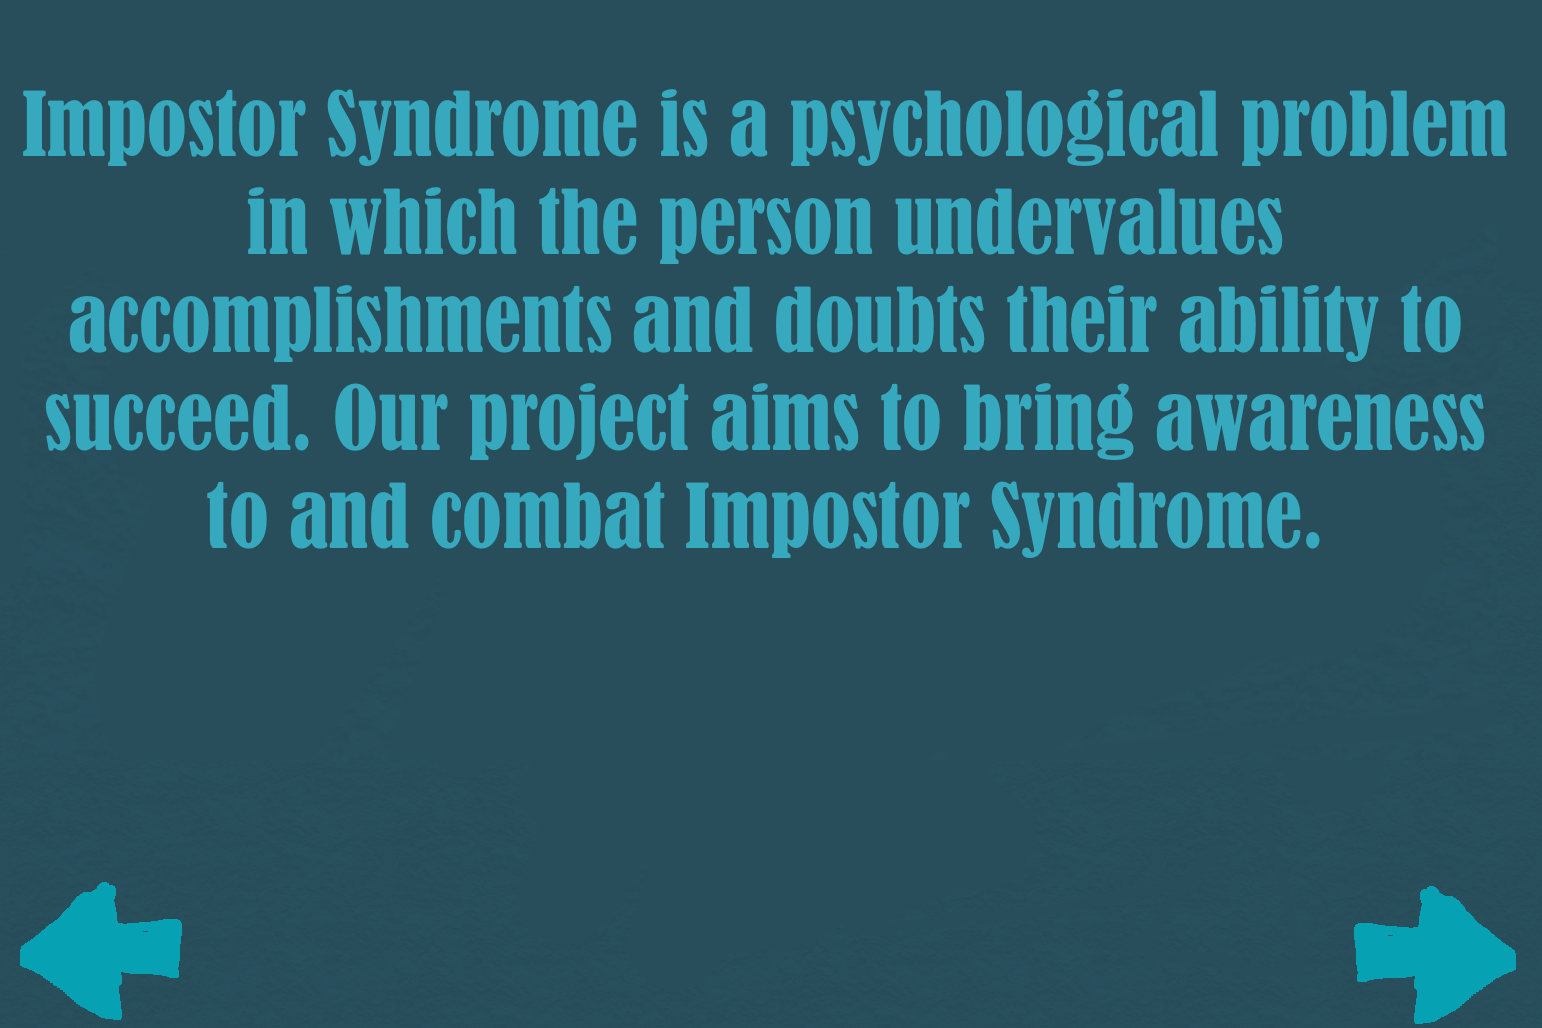 Impostor Syndrome is a psychological problem
in which the person undervalues
accomplishments and doubts their ability to
succeed. Our project aims to bring awareness
to and combat Impostor Syndrome.